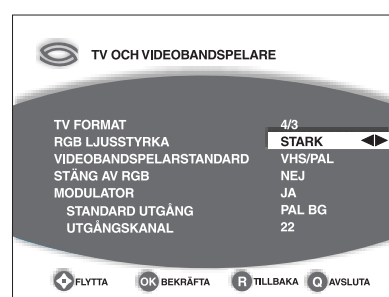 TV OCH VIDEOBANDSPELARE
TV FORMAT 4/3
RGB LJUSSTYRKA STARK
VIDEOBANDSPELARSTANDARD VHS/PAL
STÄNG AV RGB NEJ
MODULATOR JA
STANDARD UTGÅNG PAL BG
UTGÅNGSKANAL 22
FLYTTA OK BEKRÄFTA R TILLBAKA Q AVSLUTA